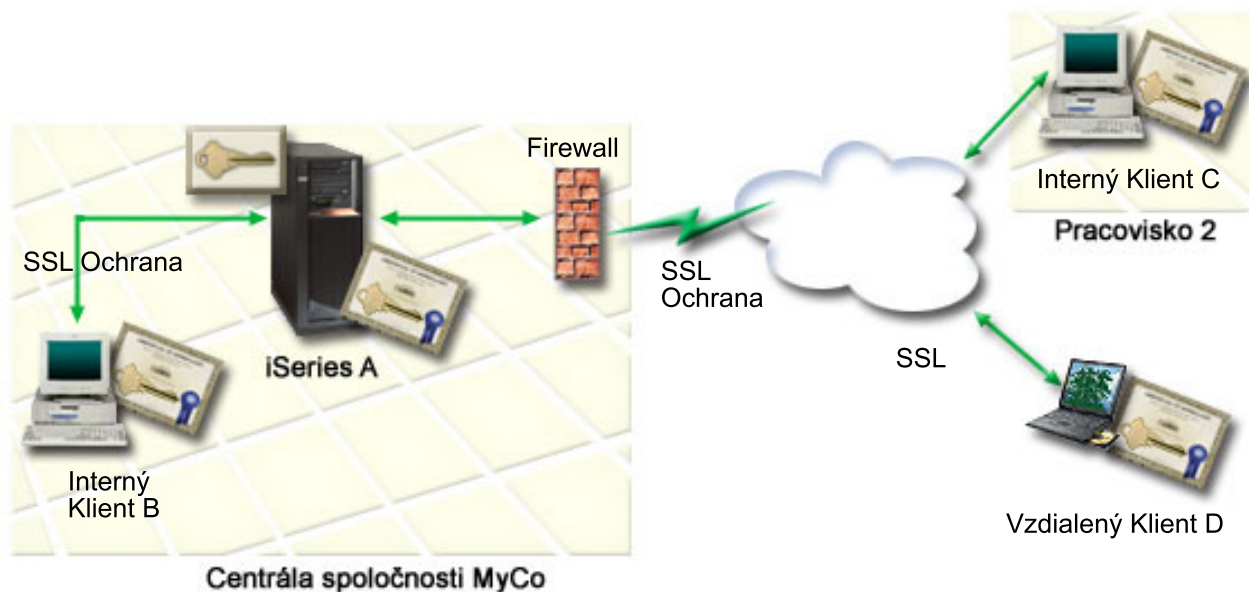 Firewall
SSL Ochrana
iSeries A
Interný
Klient B
Centrála spoločnosti MyCo
SSL
Ochrana
Interný Klient C
Pracovisko 2
SSL
Vzdialený Klient D